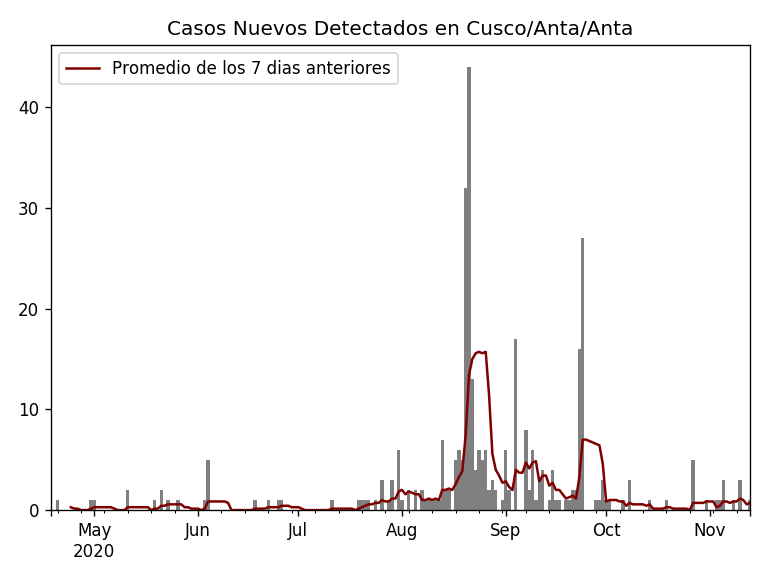 Casos Nuevos Detectados en Cusco/Anta/Anta
Promedio de los 7 dias anteriores
40
30
20
10
0
May Jun Jul Aug Sep Oct Nov
2020